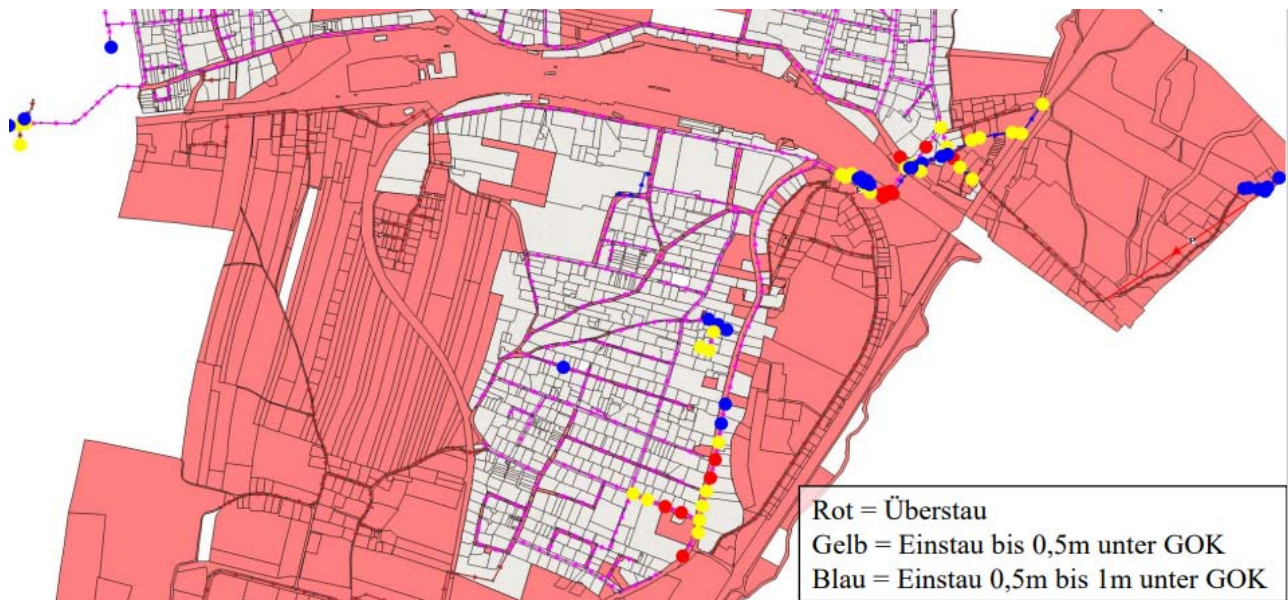 P
Rot = Überstau
Gelb = Einstau bis 0,5m unter GOK
Blau = Einstau 0,5m bis 1m unter GOK